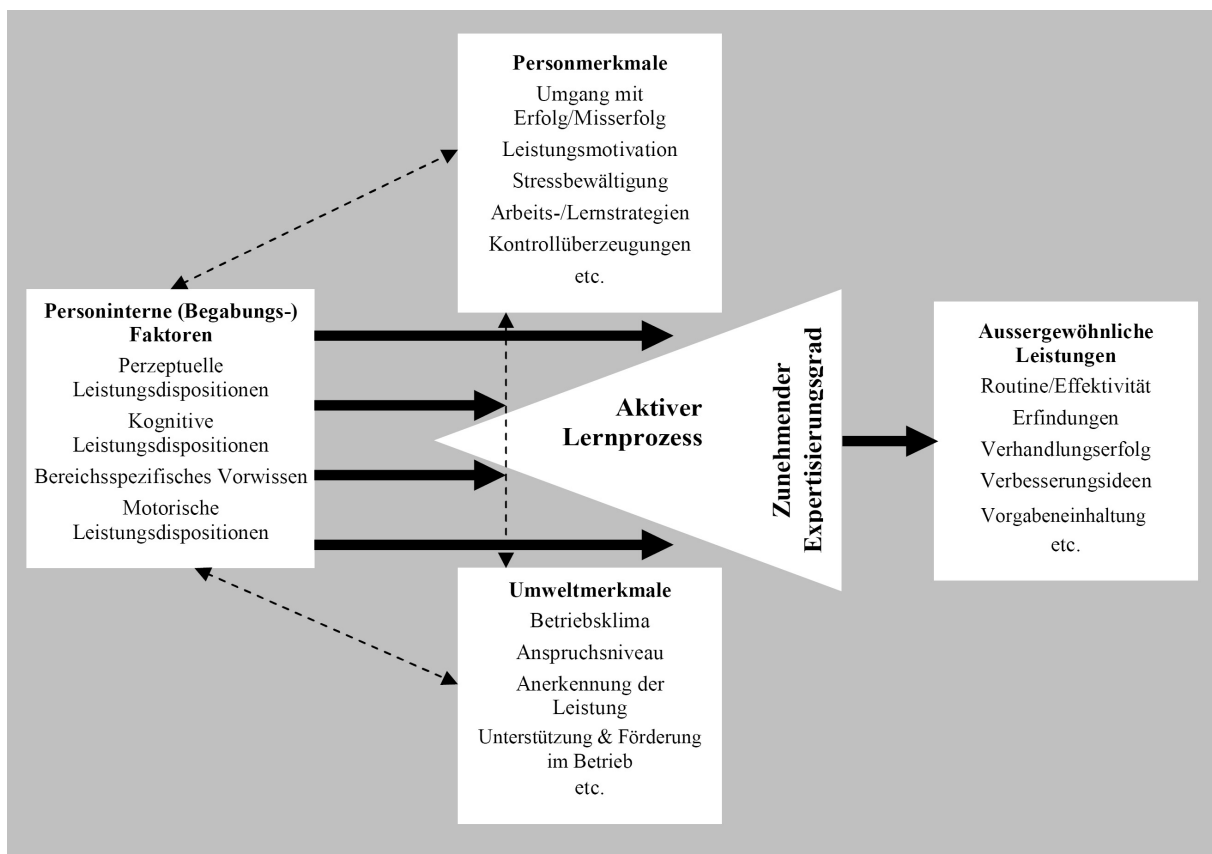 Personmerkmale
Umgang mit
Erfolg/Misserfolg
Leistungsmotivation
Stressbewältigung
Arbeits-/Lernstrategien
Kontrollüberzeugungen
etc.
Personinterne (Begabungs-)
Faktoren
Perzeptuelle
Leistungsdispositionen
Kognitive
Leistungsdispositionen
Bereichsspezifisches Vorwissen
Motorische
Leistungsdispositionen
Aktiver
Lernprozess
Zunehmender
Expertisierungsgrad
Aussergewöhnliche
Leistungen
Routine/Effektivität
Erfindungen
Verhandlungserfolg
Verbesserungsideen
Vorgabeneinhaltung
etc.
Umweltmerkmale
Betriebsklima
Anspruchsniveau
Anerkennung der
Leistung
Unterstützung & Förderung
im Betrieb
etc.